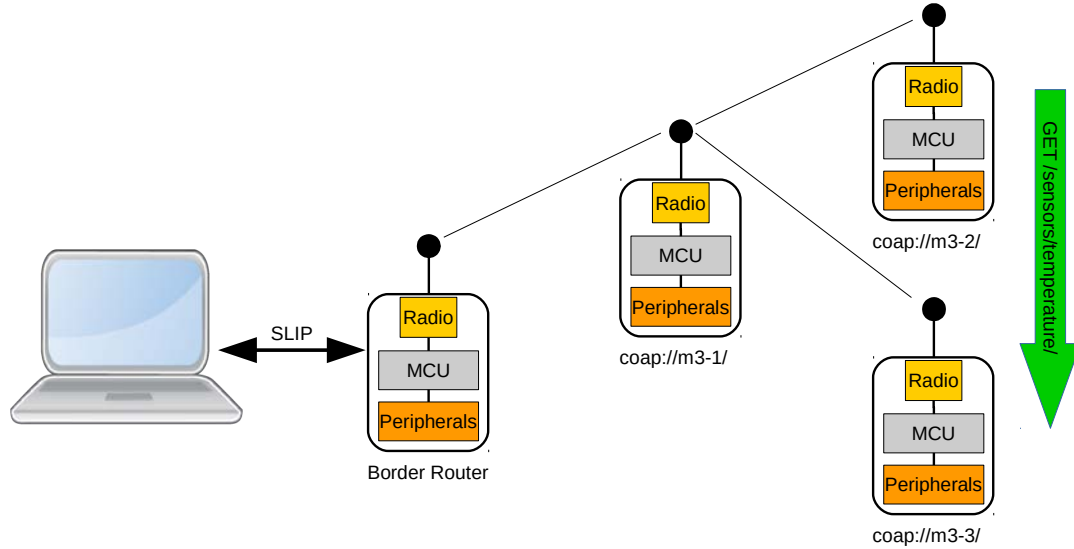 Radio
MCU
Peripherals
coap://m3-2/
GET /sensors/temperature/
Radio
MCU
Peripherals
coap://m3-1/
SLIP
Radio
MCU
Peripherals
Border Router
Radio
MCU
Peripherals
coap://m3-3/